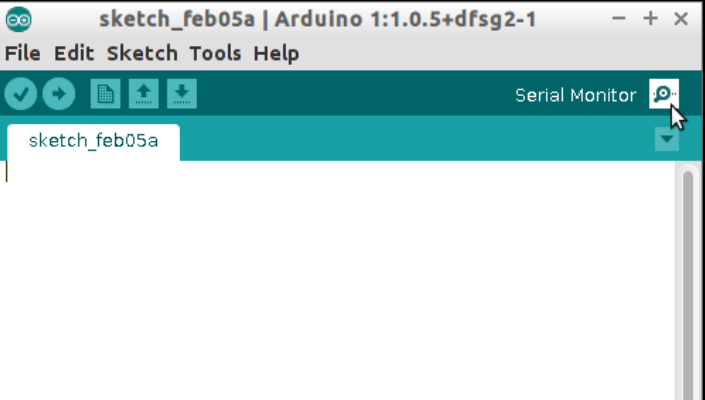 sketch_feb05a | Arduino 1:1.0.5+dfsg2-1
File Edit Sketch Tools Help
Serial Monitor
sketch_feb05a